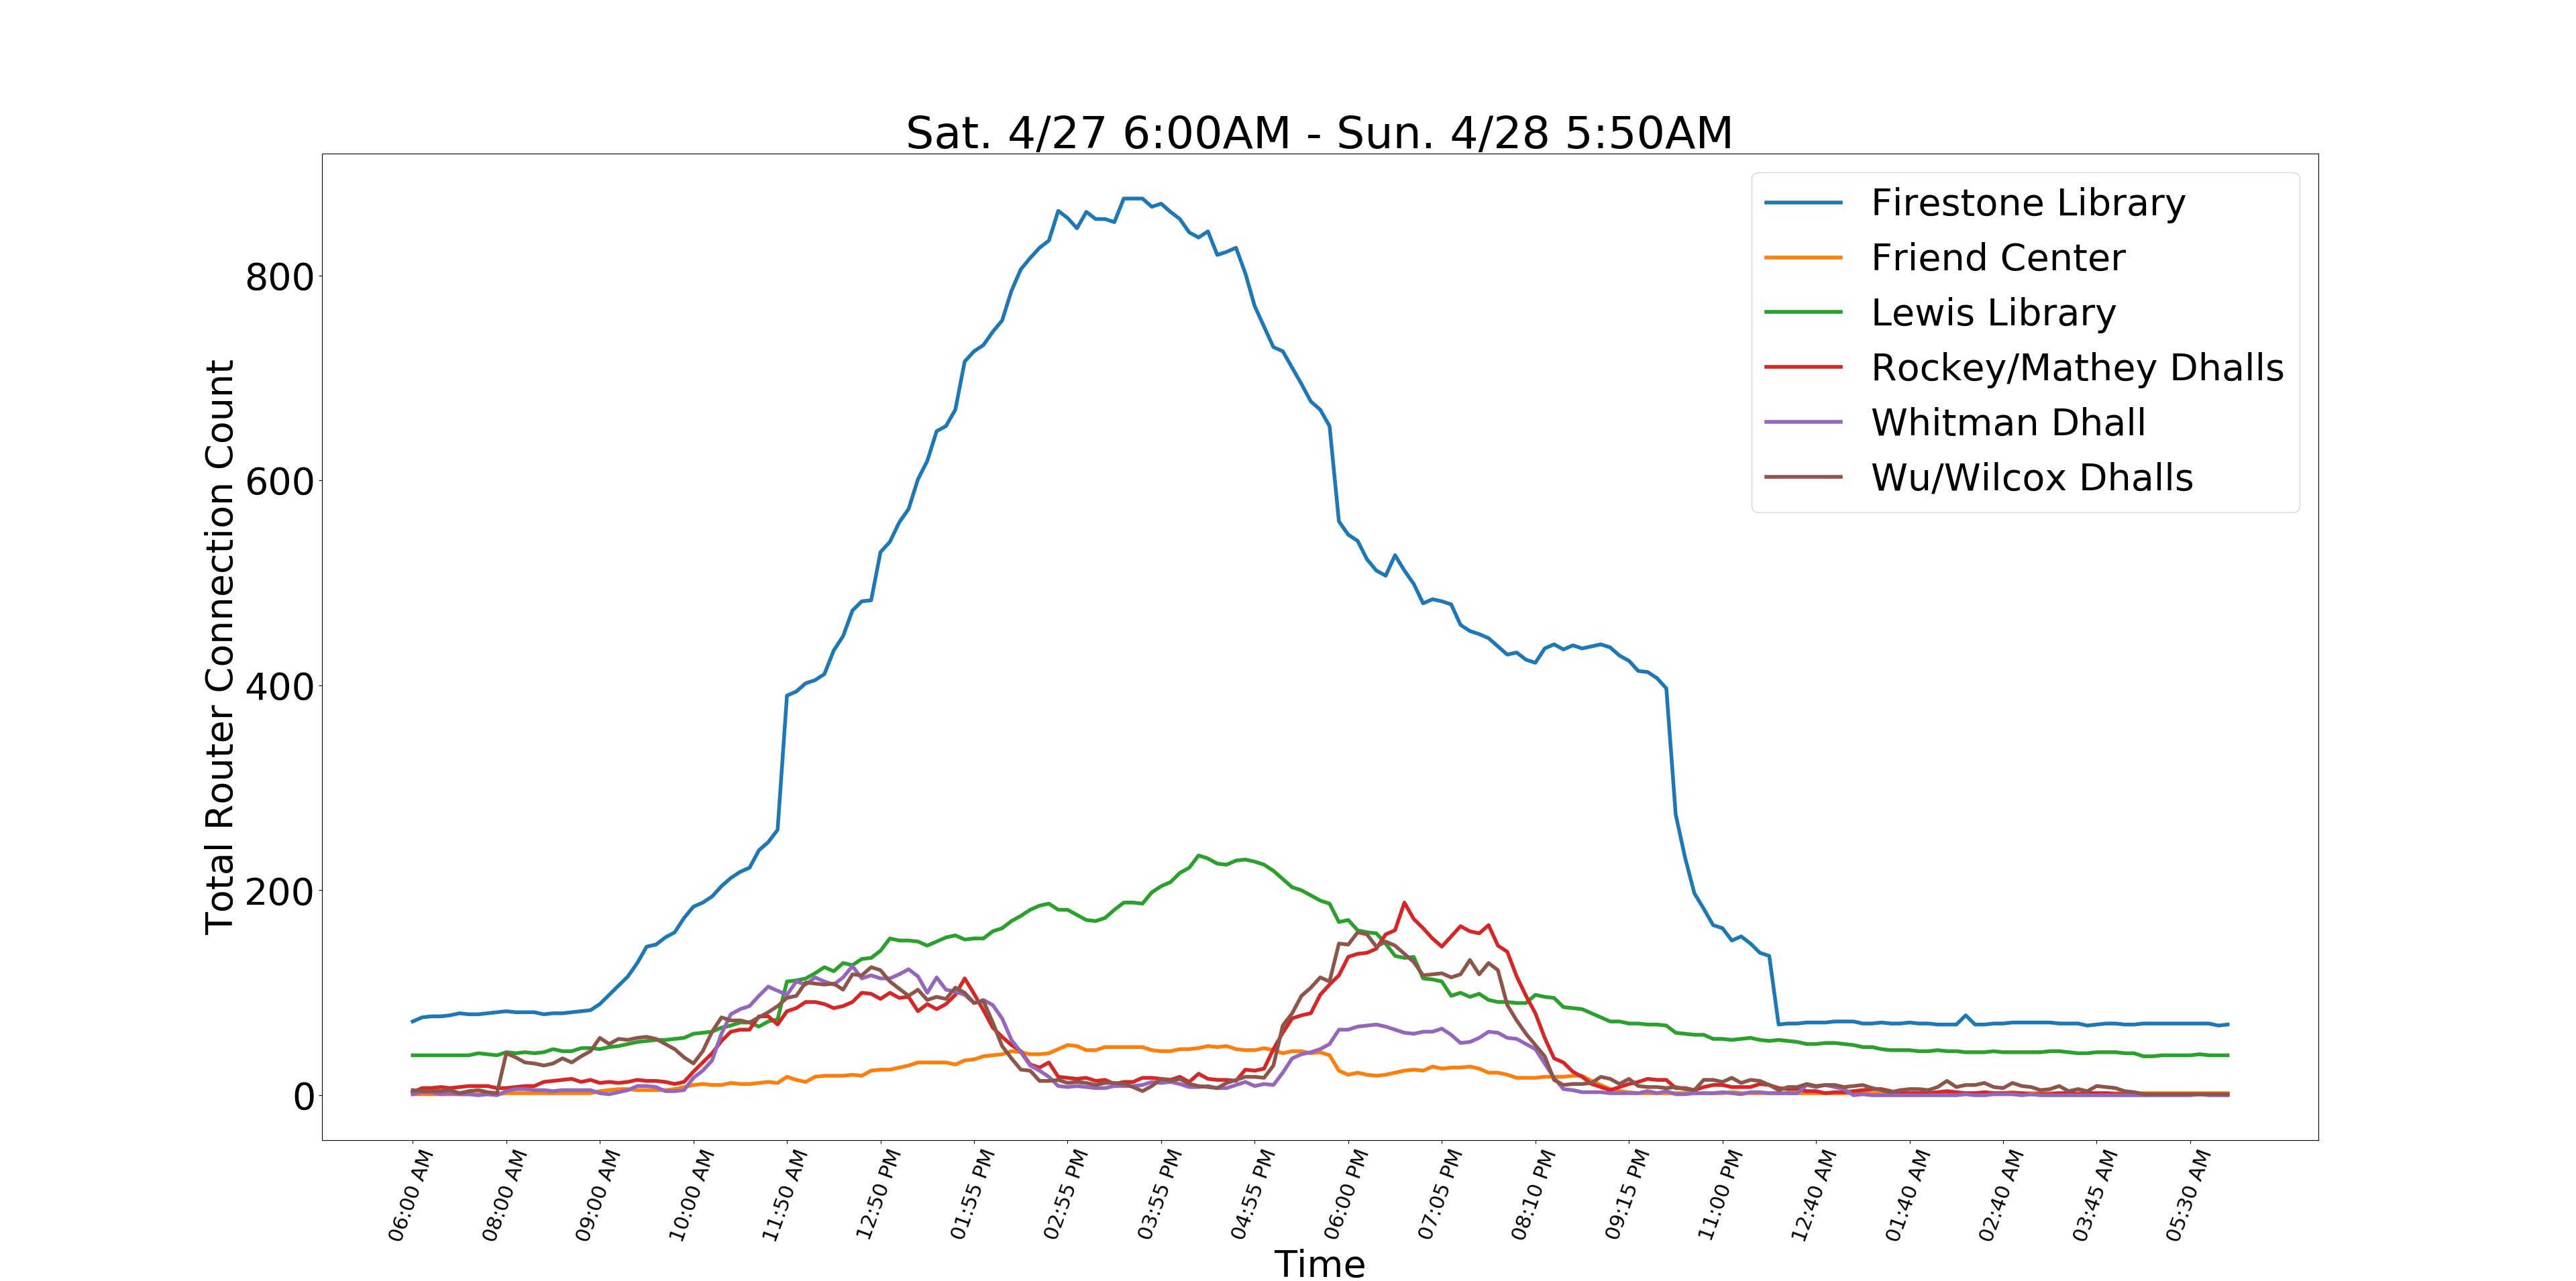 Sat. 4/27 6:00AM - Sun. 4/28 5:50AM
Firestone Library
Friend Center
Lewis Library
Rockey/Mathey Dhalls
Whitman Dhall
Wu/Wilcox Dhalls
Total Router Connection Count
800
600
400
200
0
06:00 AM
08:00 AM
09:00 AM
10:00 AM
11:50 AM
12:50 PM
01:55 PM
02:55 PM
03:55 PM
04:55 PM
06:00 PM
07:05 PM
08:10 PM
09:15 PM
11:00 PM
12:40 AM
01:40 AM
02:40 AM
03:45 AM
05:30 AM
Time